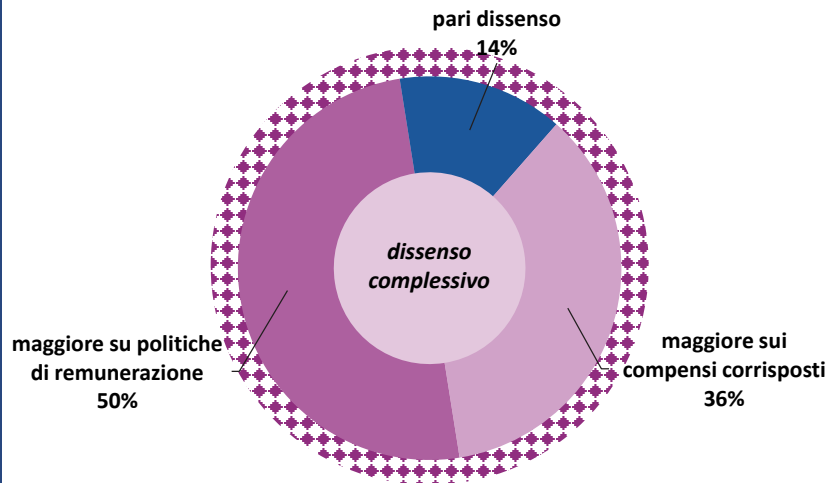 pari dissenso
14%
dissenso
complessivo
maggiore su politiche
di remunerazione
50%
maggiore sui
compensi corrisposti
36%